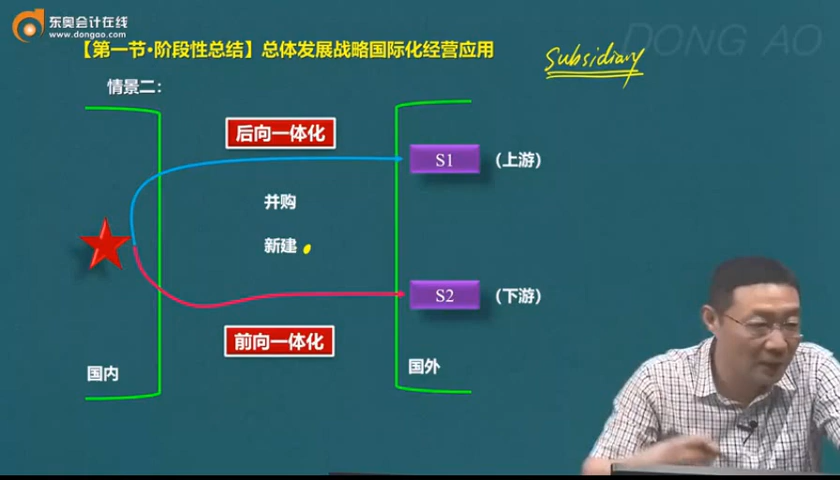 东奥会计在线
www.dongao.com
DONG AO
【第一节·阶段性总结】总体发展战略国际化经营应用
Subsidiary
情景二：
后向一体化
S1 （上游）
并购
新建
S2 （下游）
前向一体化
国内
国外